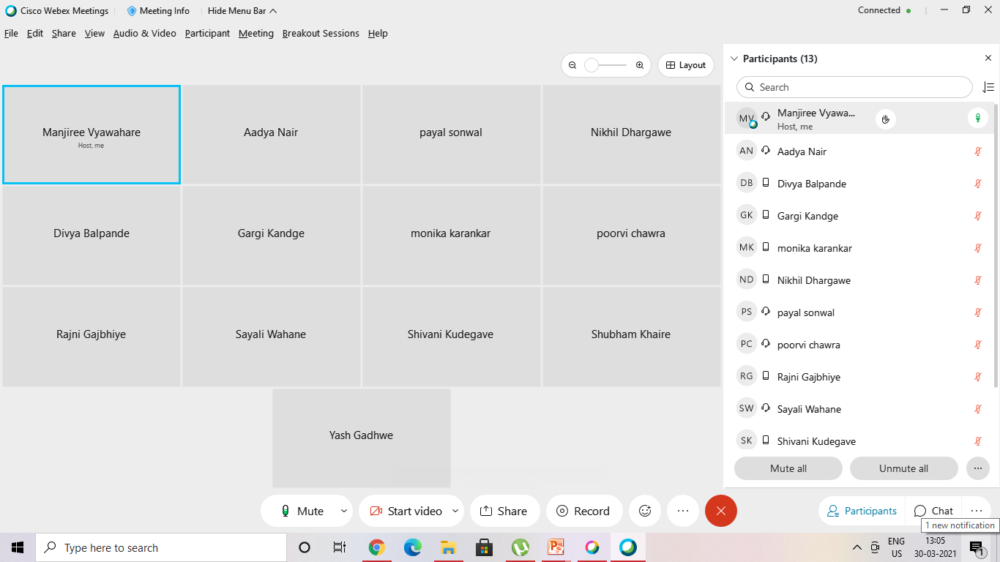 Cisco Webex Meetings
Meeting Info
Hide Menu Bar
Connected
File Edit Share View Audio & Video Participant Meeting Breakout Sessions Help
Layout
Manjiree Vyawahare
Host, me
Aadya Nair
payal sonwal
Nikhil Dhargawe
Divya Balpande
Gargi Kandge
monika karankar
poorvi chawra
Rajni Gajbhiye
Sayali Wahane
Shivani Kudegave
Shubham Khaire
Yash Gadhwe
Participants (13)
Search
MV Manjiree Vyawa...
Host, me
AN Aadya Nair
DB Divya Balpande
GK Gargi Kandge
MK monika karankar
ND Nikhil Dhargawe
PS payal sonwal
PC poorvi chawra
RG Rajni Gajbhiye
SW Sayali Wahane
SK Shivani Kudegave
Mute all
Unmute all
Mute
Start video
Share
Record
Participants
Chat
1 new notification
Type here to search
ENG
US
13:05
30-03-2021
1